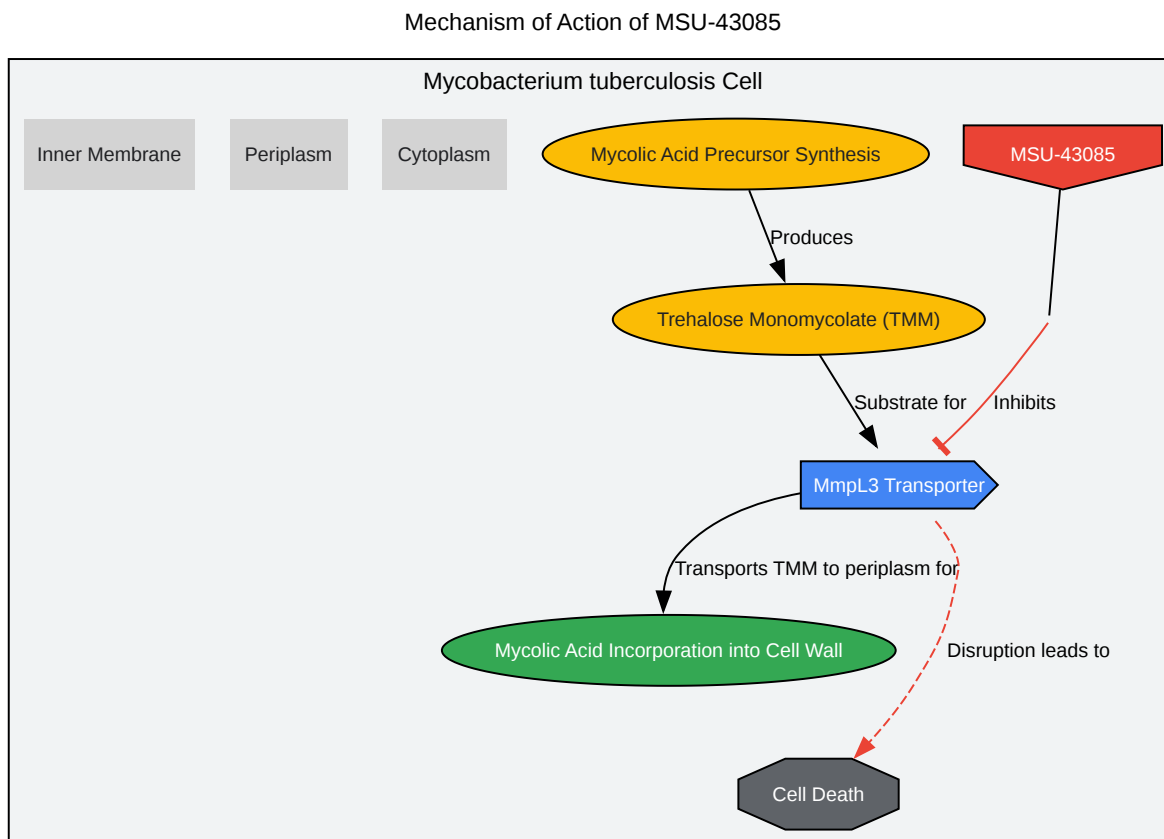 Mechanism of Action of MSU-43085
Mycobacterium tuberculosis Cell
Inner Membrane
Periplasm
Cytoplasm
Mycolic Acid Precursor Synthesis
MSU-43085
Produces
Trehalose Monomycolate (TMM)
Substrate for
Inhibits
MmpL3 Transporter
Transports TMM to periplasm for
Mycolic Acid Incorporation into Cell Wall
Disruption leads to
Cell Death